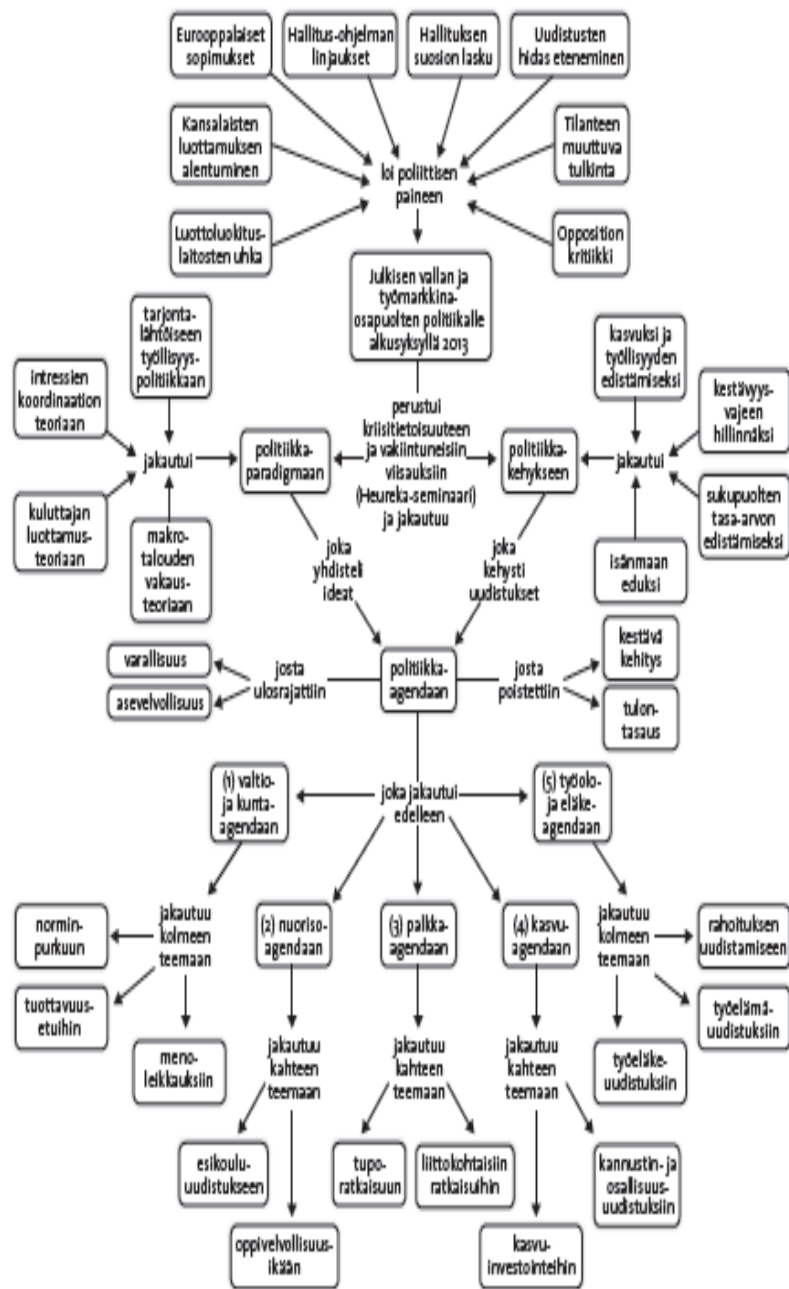 Eurooppalaiset
sopimukset
Hallitus-ohjelman
linjaukset
Hallituksen
suosion lasku
Uudistusten
hidas eteneminen
Kansalaisten
luottamuksen
alentuminen
Tilanteen
muuttuva
tulkinta
loi poliittisen
paineen
Luottoluokitus-
laitosten uhka
Opposition
kritiikki
Julkisen vallan ja
työmarkkina-
osapuolten politiikalle
alkusyksyllä 2013
tarjonta-
lähtöiseen
työllisyys-
politiikkaan
kasvuksi ja
työllisyyden
edistämiseksi
intressien
koordinaation
teoriaan
kestävyys-
vajeen
hillinnäksi
jakautui
politiikka-
paradigmaan
perustui
kriisitietoisuuteen
ja vakiintuneisiin
viisauksiin
(Heureka-seminaari)
ja jakautuu
politiikka-
kehykseen
jakautui
kuluttajan
luottamus-
teoriaan
makro-
talouden
vakaus-
teoriaan
isänmaan
eduksi
sukupuolten
tasa-arvon
edistämiseksi
joka
yhdisteli
ideat
joka
kehysti
uudistukset
varallisuus
asevelvollisuus
josta
ulosrajattiin
politiikka-
agendaan
josta
poistettiin
kestävä
kehitys
tulon-
tasaus
(1) valtio-
ja kunta-
agendaan
joka jakautui
edelleen
(5) työolo-
ja eläke-
agendaan
normin-
purkuun
jakautuu
kolmeen
teemaan
(2) nuoriso-
agendaan
(3) palkka-
agendaan
(4) kasvu-
agendaan
jakautuu
kolmeen
teemaan
rahoituksen
uudistamiseen
tuottavuus-
etuihin
työelämä-
uudistuksiin
meno-
leikkauksiin
jakautuu
kahteen
teemaan
jakautuu
kahteen
teemaan
jakautuu
kahteen
teemaan
työeläke-
uudistuksiin
esikoulu-
uudistukseen
tupo-
ratkaisuun
liittokohtaisiin
ratkaisuihin
kannustin- ja
osallisuus-
uudistuksiin
oppivelvollisuus-
ikään
kasvu-
investointeihin